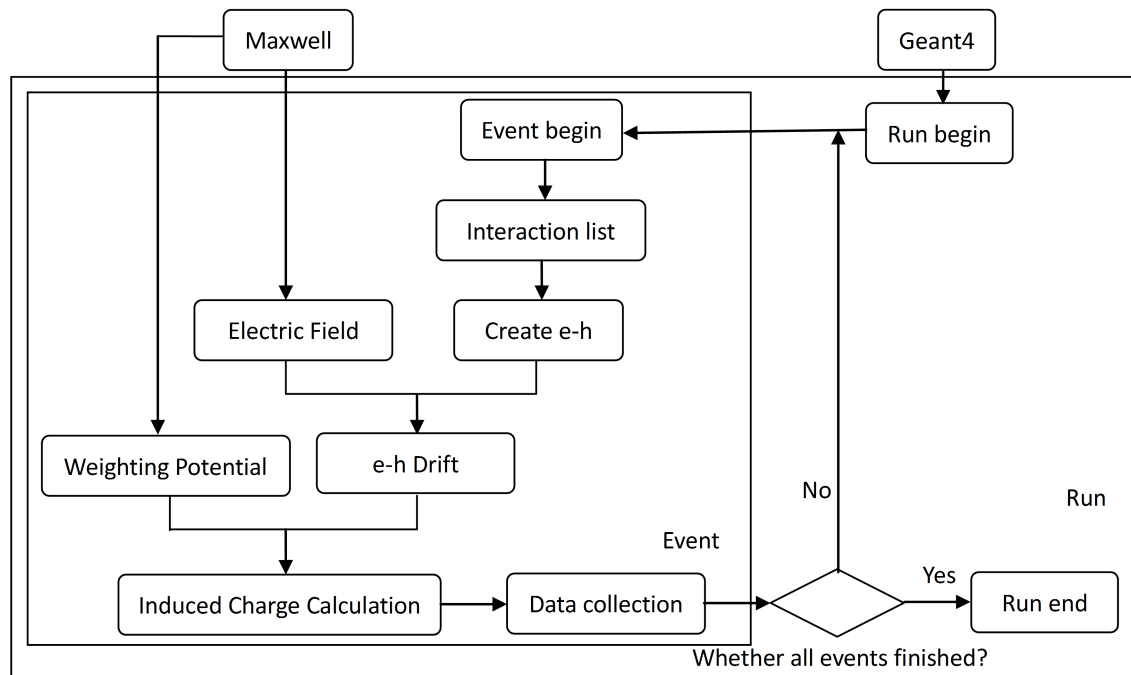 Maxwell
Geant4
Event begin
Run begin
Interaction list
Electric Field
Create e-h
Weighting Potential
e-h Drift
No
Run
Event
Yes
Induced Charge Calculation
Data collection
Run end
Whether all events finished?